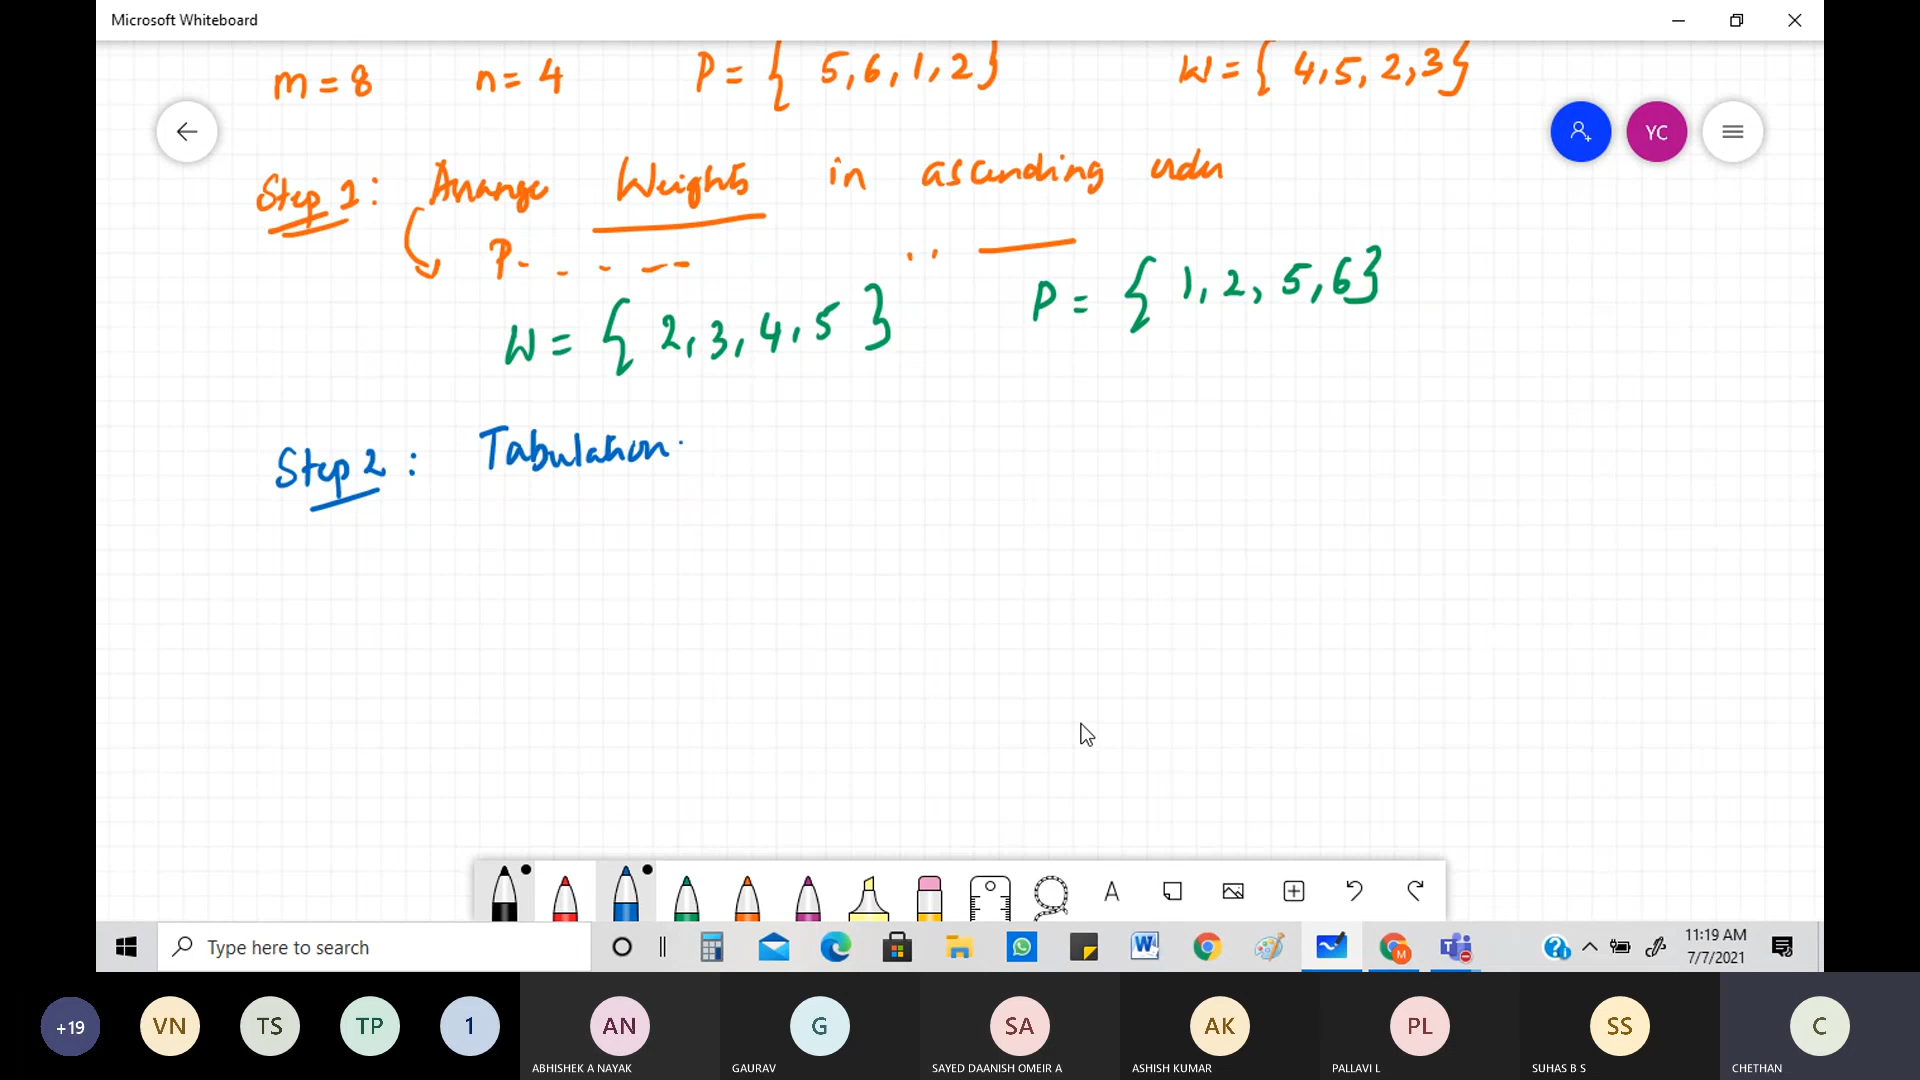 Microsoft Whiteboard
m = 8 n = 4 P = { 5, 6, 1, 2 } W = { 4, 5, 2, 3 }
YC
Step 1 : Arrange Weights in ascending order
P - - - - - ..
W = { 2, 3, 4, 5 } P = { 1, 2, 5, 6 }
Step 2 : Tabulation.
A
Type here to search
11:19 AM
7/7/2021
+19 VN TS TP 1 AN G SA AK PL SS C
ABHISHEK A NAYAK GAURAV SAYED DAANISH OMEIR A ASHISH KUMAR PALLAVI L SUHAS B S CHETHAN